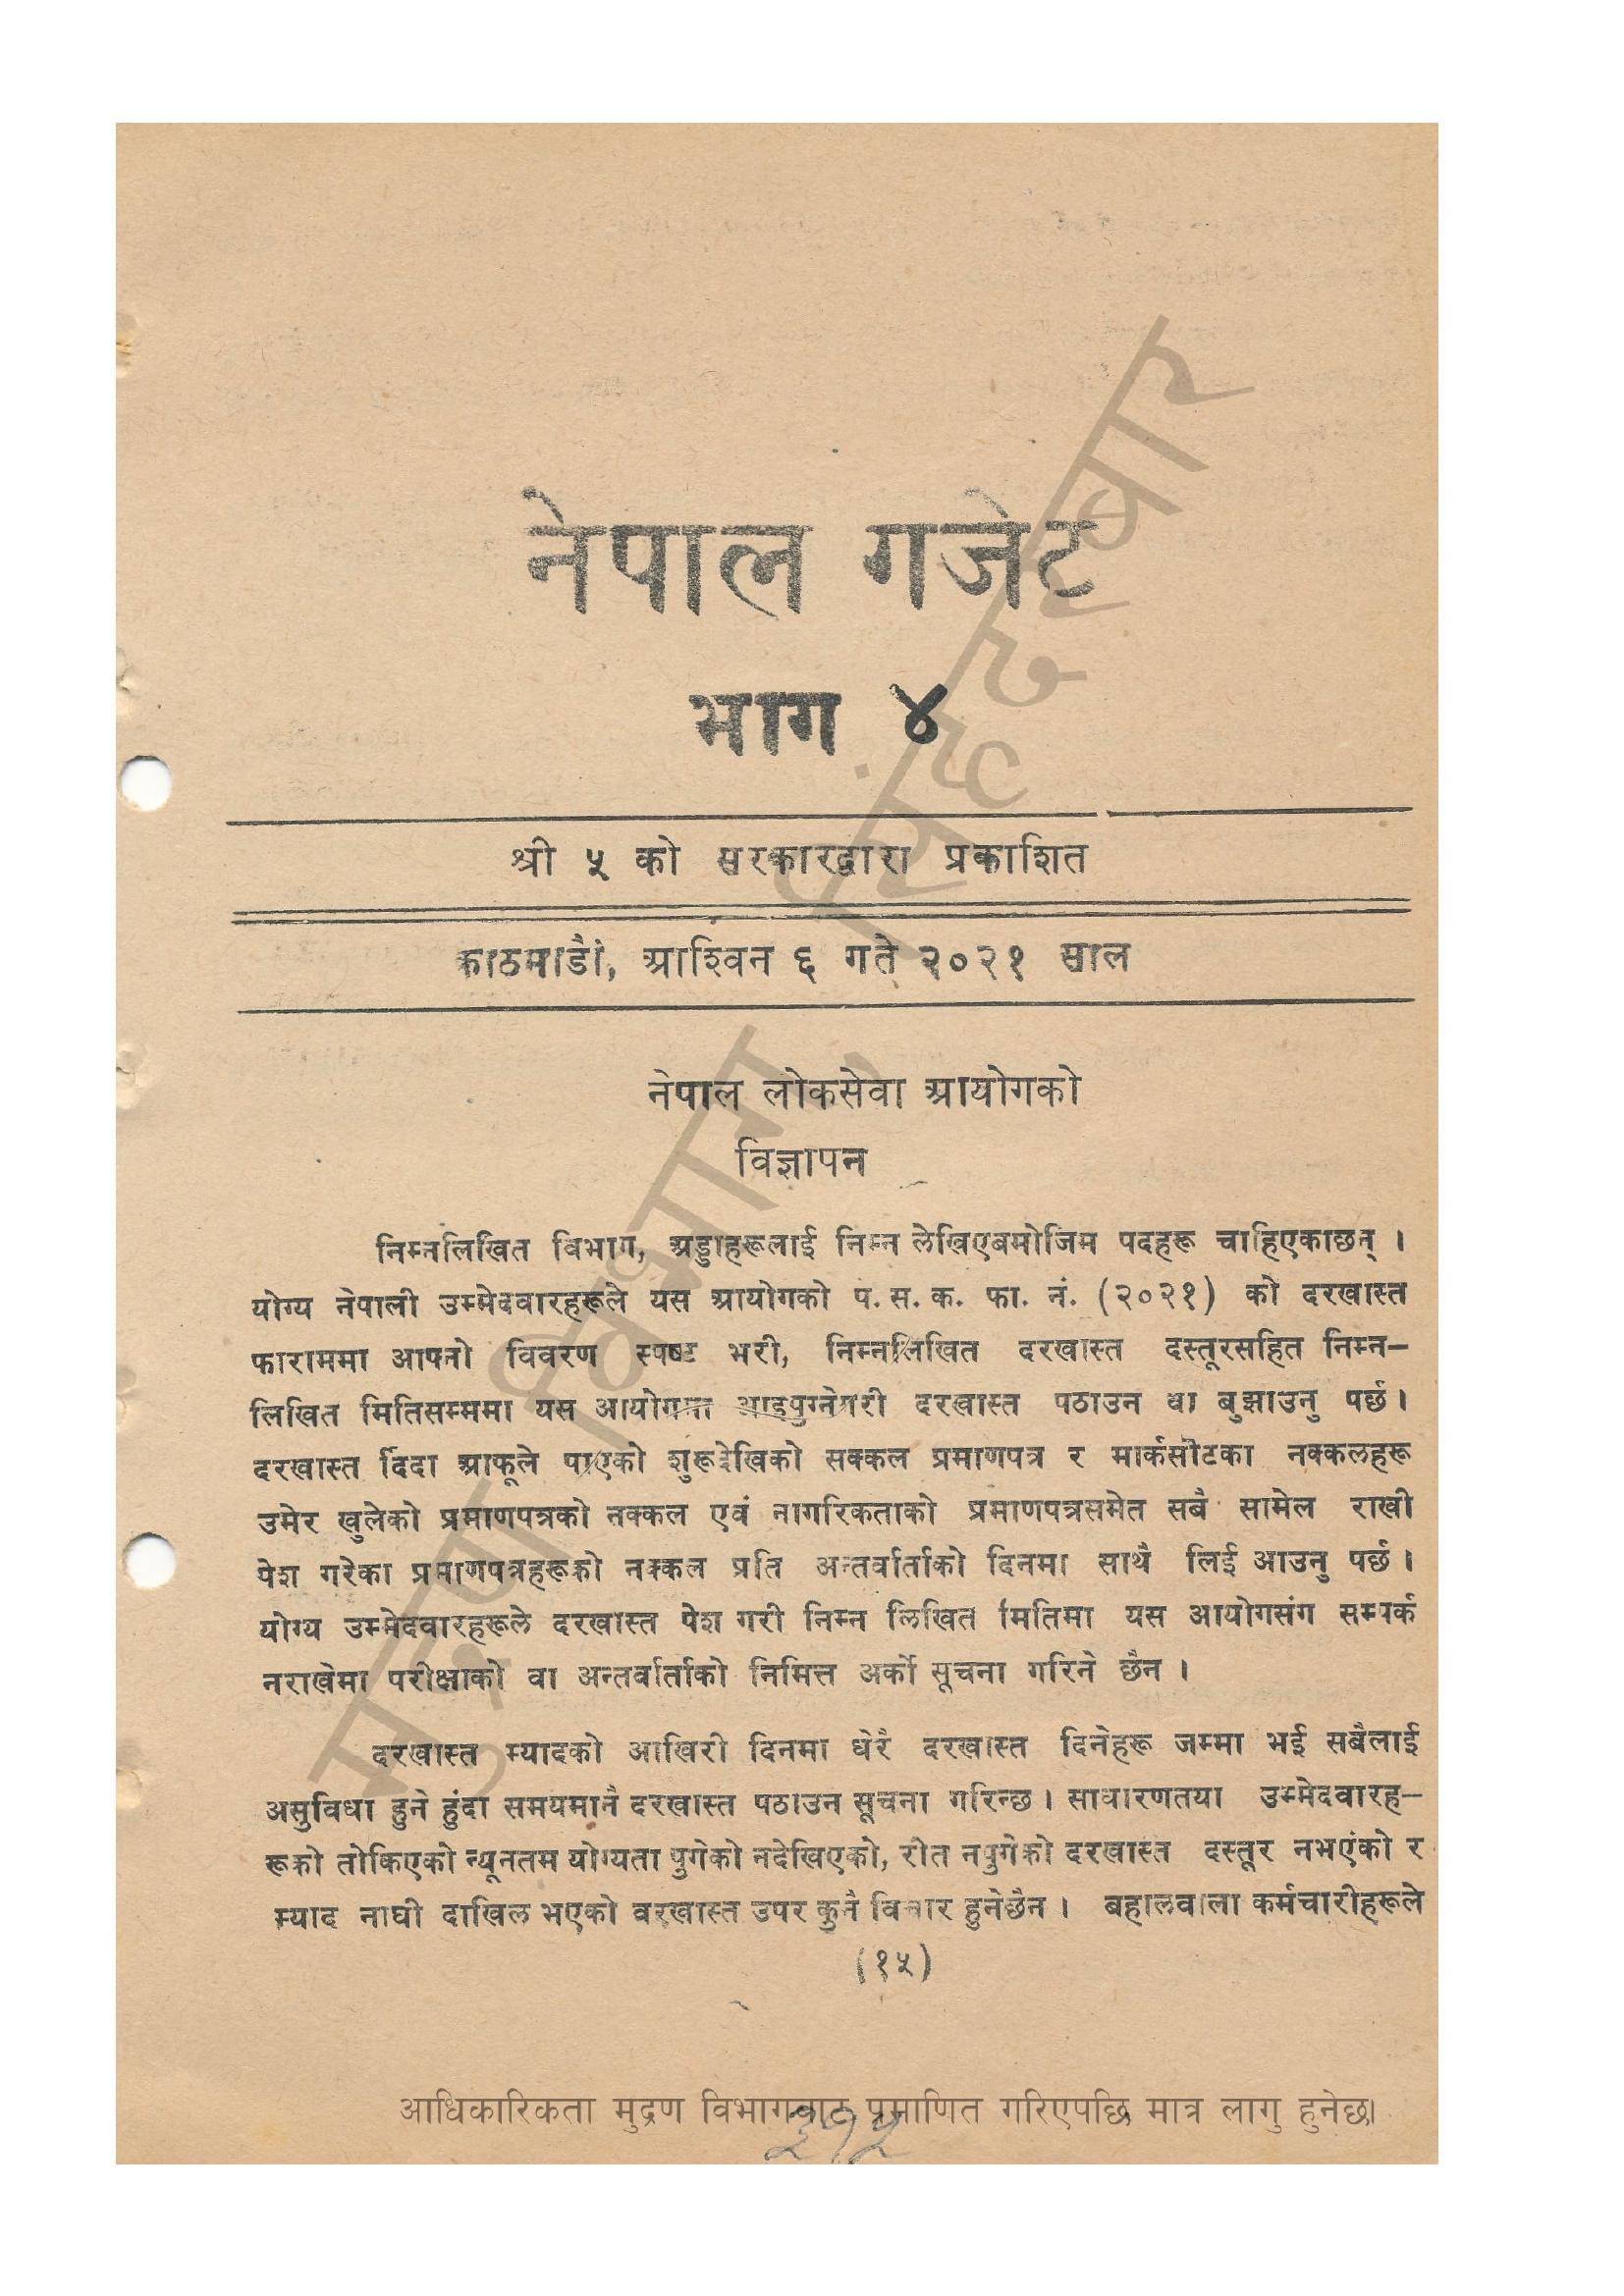 नेपाल गजेट
भाग ४
श्री ५ को सरकारद्वारा प्रकाशित
काठमाडौं, आश्विन ६ गते २०२१ साल
नेपाल लोकसेवा आयोगको
विज्ञापन
निम्नलिखित विभाग, अड्डाहरूलाई निम्न लेखिएबमोजिम पदहरू चाहिएकाछन् ।
योग्य नेपाली उम्मेदवारहरूले यस आयोगको प. स. क. फा. नं. (२०२१) को दरखास्त
फाराममा आफ्नो विवरण स्पष्ट भरी, निम्नलिखित दरखास्त दस्तूरसहित निम्न-
लिखित मितिसम्ममा यस आयोगमा आइपुग्नेगरी दरखास्त पठाउन वा बुझाउनु पर्छ ।
दरखास्त दिंदा आफूले पाएको शुरूदेखिको सक्कल प्रमाणपत्र र मार्कसीटका नक्कलहरू
उमेर खुलेको प्रमाणपत्रको नक्कल एवं नागरिकताको प्रमाणपत्रसमेत सबै सामेल राखी
पेश गरेका प्रमाणपत्रहरूको नक्कल प्रति अन्तर्वार्ताको दिनमा साथै लिई आउनु पर्छ ।
योग्य उम्मेदवारहरूले दरखास्त पेश गरी निम्न लिखित मितिमा यस आयोगसंग सम्पर्क
नराखेमा परीक्षाको वा अन्तर्वार्ताको निमित्त अर्को सूचना गरिने छैन ।
दरखास्त म्यादको आखिरी दिनमा धेरै दरखास्त दिनेहरू जम्मा भई सबैलाई
असुविधा हुने हुंदा समयमानै दरखास्त पठाउन सूचना गरिन्छ । साधारणतया उम्मेदवारह-
रूको तोकिएको न्यूनतम योग्यता पुगेको नदेखिएको, रीत नपुगेको दरखास्त दस्तूर नभएको र
म्याद नाघी दाखिल भएको दरखास्त उपर कुनै विचार हुनेछैन । बहालवाला कर्मचारीहरूले
(१५)
आधिकारिकता मुद्रण विभागबाट प्रमाणित गरिएपछि मात्र लागु हुनेछ।
३१५
मुद्रण विभाग, सिंहदरबार